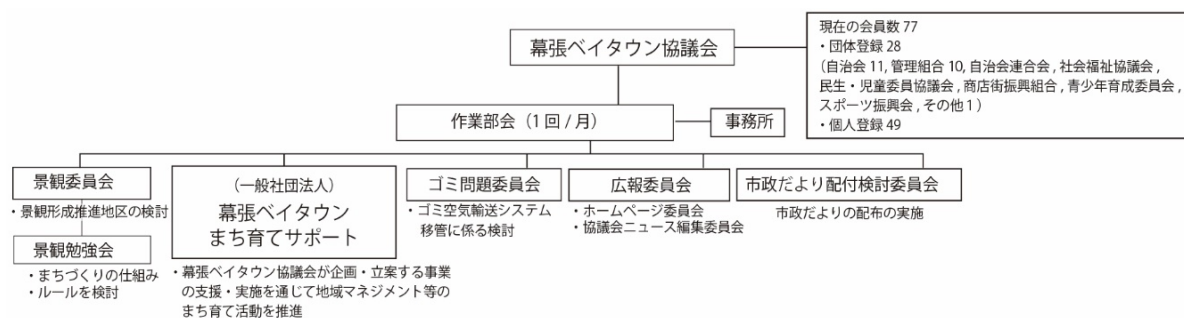 幕張ベイタウン協議会
現在の会員数 77
・団体登録 28
(自治会 11, 管理組合 10, 自治会連合会 , 社会福祉協議会 ,
民生・児童委員協議会 , 商店街振興組合 , 青少年育成委員会 ,
スポーツ振興会 , その他 1 )
・個人登録 49
作業部会(1 回 / 月)
事務所
景観委員会
・景観形成推進地区の検討
景観勉強会
・まちづくりの仕組み
・ルールを検討
(一般社団法人)
幕張ベイタウン
まち育てサポート
・幕張ベイタウン協議会が企画・立案する事業
の支援・実施を通じて地域マネジメント等の
まち育て活動を推進
ゴミ問題委員会
・ゴミ空気輸送システム
移管に係る検討
広報委員会
・ホームページ委員会
・協議会ニュース編集委員会
市政だより配付検討委員会
市政だよりの配布の実施